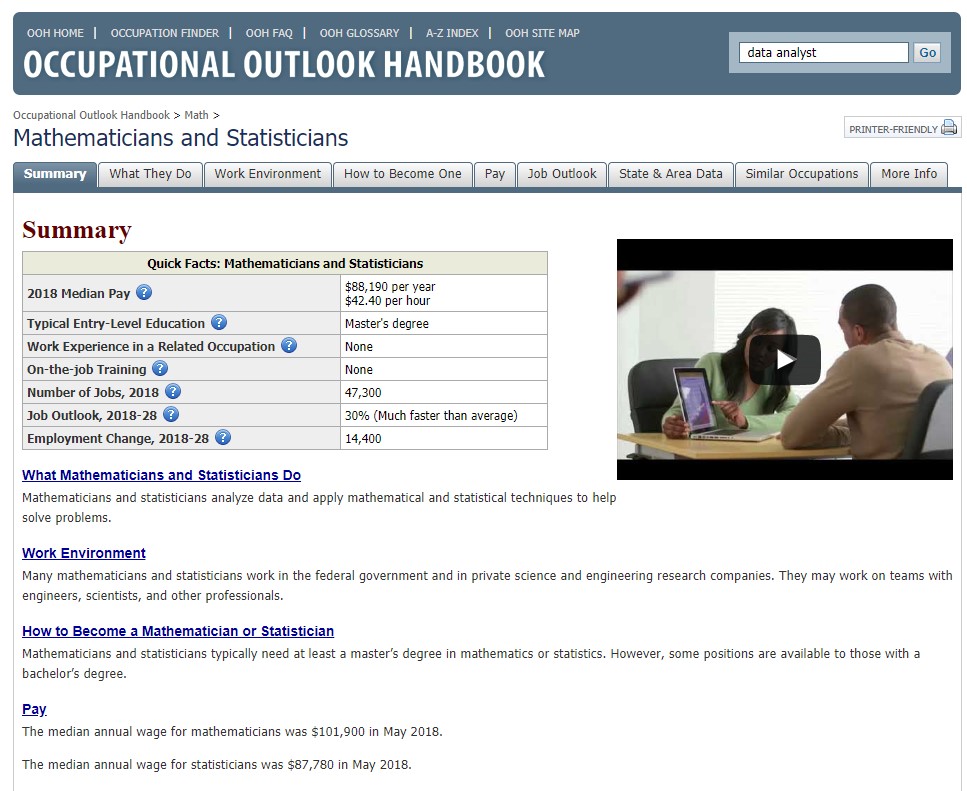 OOH HOME | OCCUPATION FINDER | OOH FAQ | OOH GLOSSARY | A-Z INDEX | OOH SITE MAP
OCCUPATIONAL OUTLOOK HANDBOOK
data analyst Go
Occupational Outlook Handbook > Math >
Mathematicians and Statisticians
PRINTER-FRIENDLY
Summary What They Do Work Environment How to Become One Pay Job Outlook State & Area Data Similar Occupations More Info
Summary
Quick Facts: Mathematicians and Statisticians
2018 Median Pay ? $88,190 per year
$42.40 per hour
Typical Entry-Level Education ? Master's degree
Work Experience in a Related Occupation ? None
On-the-job Training ? None
Number of Jobs, 2018 ? 47,300
Job Outlook, 2018-28 ? 30% (Much faster than average)
Employment Change, 2018-28 ? 14,400
What Mathematicians and Statisticians Do
Mathematicians and statisticians analyze data and apply mathematical and statistical techniques to help
solve problems.
Work Environment
Many mathematicians and statisticians work in the federal government and in private science and engineering research companies. They may work on teams with
engineers, scientists, and other professionals.
How to Become a Mathematician or Statistician
Mathematicians and statisticians typically need at least a master’s degree in mathematics or statistics. However, some positions are available to those with a
bachelor’s degree.
Pay
The median annual wage for mathematicians was $101,900 in May 2018.
The median annual wage for statisticians was $87,780 in May 2018.